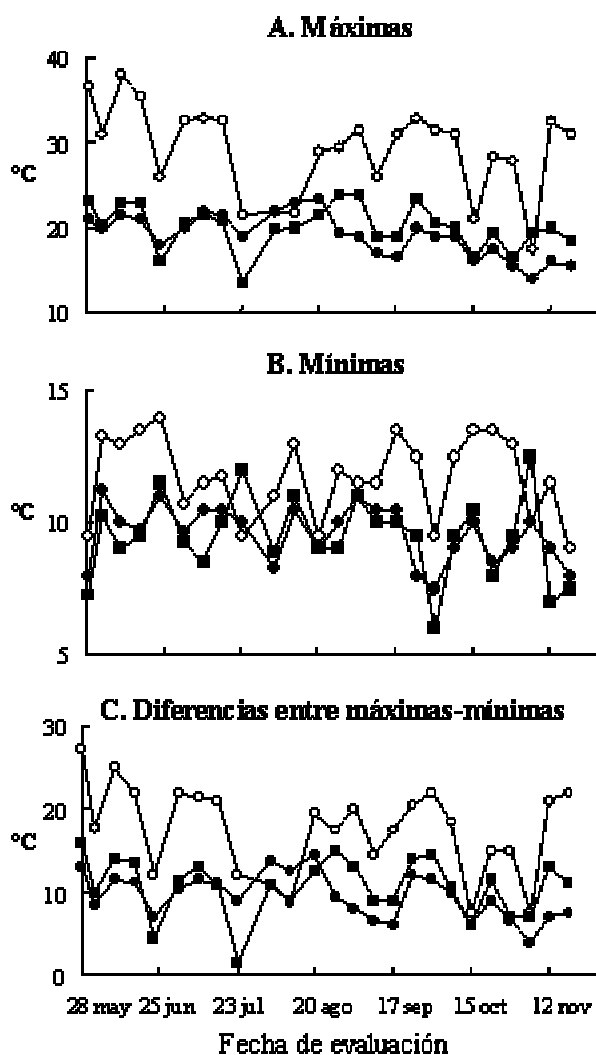 A. Máximas
40
30
°C
20
10
B. Mínimas
15
°C
10
5
C. Diferencias entre máximas-mínimas
30
20
°C
10
0
28 may 25 jun 23 jul 20 ago 17 sep 15 oct 12 nov
Fecha de evaluación